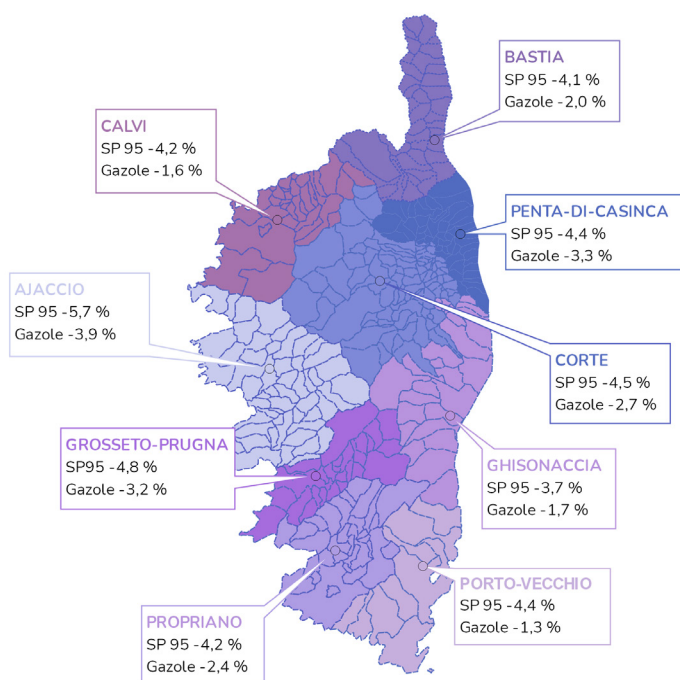 BASTIA
SP 95 -4,1 %
Gazole -2,0 %
CALVI
SP 95 -4,2 %
Gazole -1,6 %
PENTA-DI-CASINCA
SP 95 -4,4 %
Gazole -3,3 %
AJACCIO
SP 95 -5,7 %
Gazole -3,9 %
CORTE
SP 95 -4,5 %
Gazole -2,7 %
GROSSETO-PRUGNA
SP95 -4,8 %
Gazole -3,2 %
GHISONACCIA
SP 95 -3,7 %
Gazole -1,7 %
PORTO-VECCHIO
SP 95 -4,4 %
Gazole -1,3 %
PROPRIANO
SP 95 -4,2 %
Gazole -2,4 %